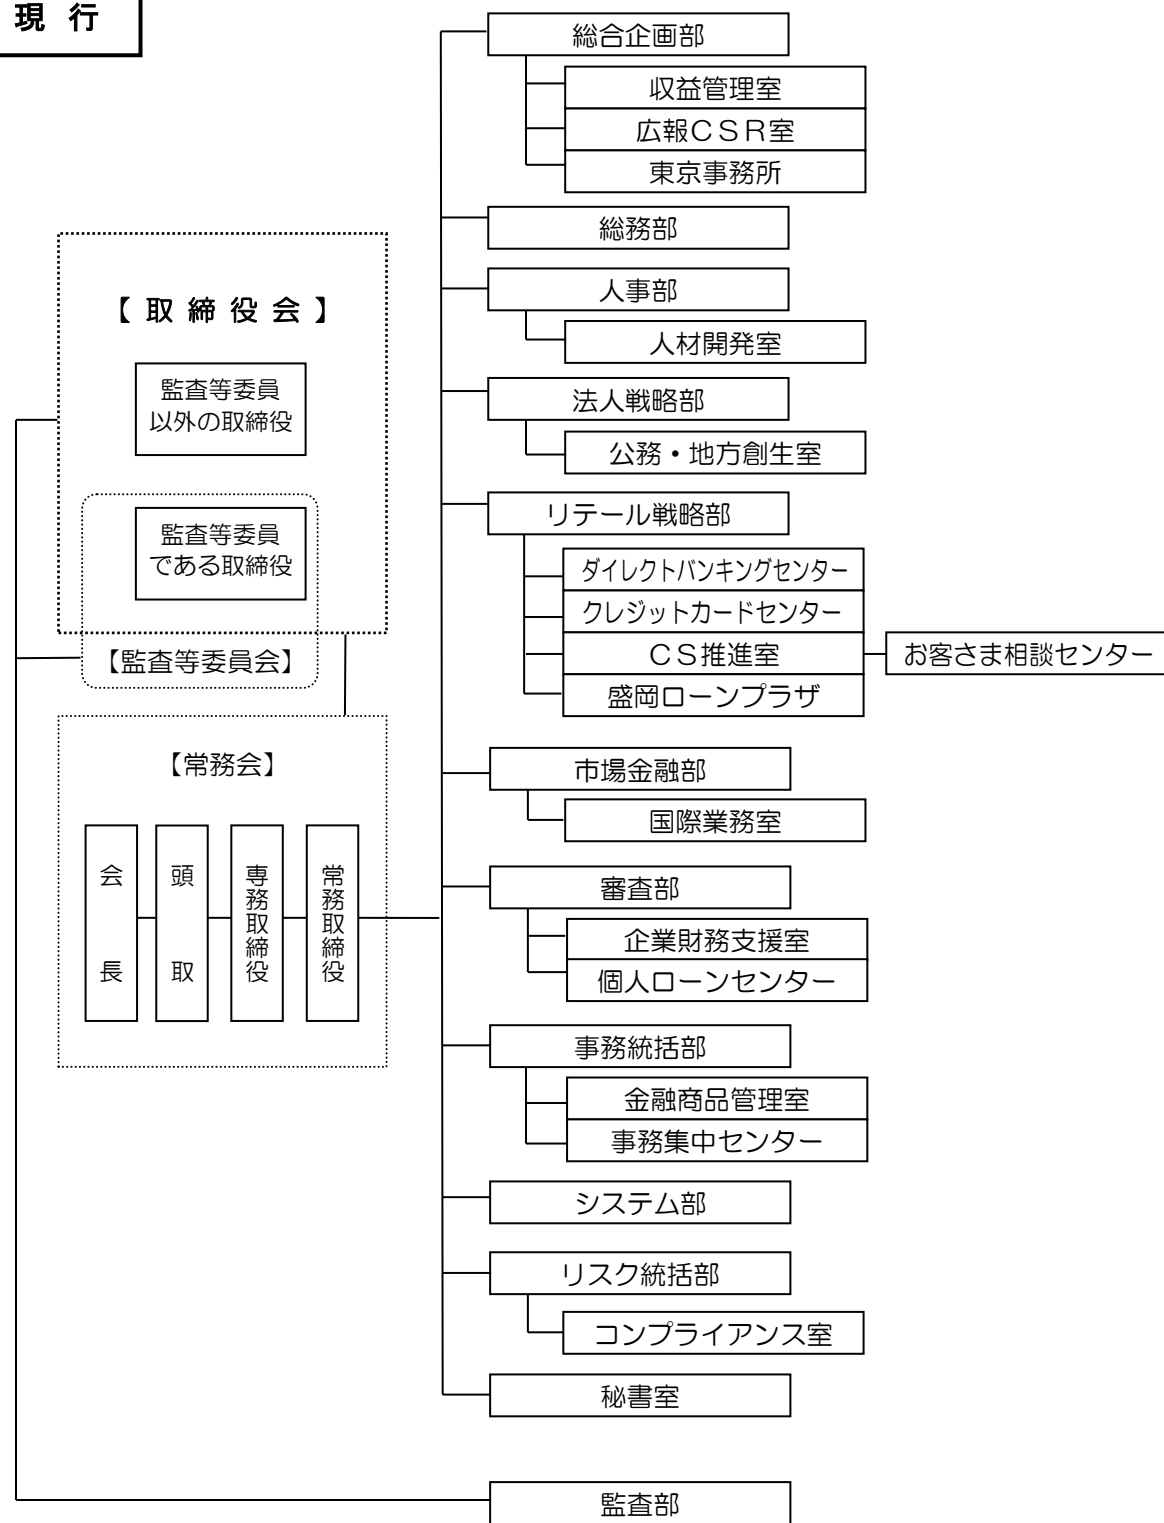 現 行
総合企画部
収益管理室
広報ＣＳＲ室
東京事務所
総務部
人事部
人材開発室
法人戦略部
公務・地方創生室
リテール戦略部
ダイレクトバンキングセンター
クレジットカードセンター
ＣＳ推進室
お客さま相談センター
盛岡ローンプラザ
市場金融部
国際業務室
審査部
企業財務支援室
個人ローンセンター
事務統括部
金融商品管理室
事務集中センター
システム部
リスク統括部
コンプライアンス室
秘書室
監査部
【 取 締 役 会 】
監査等委員
以外の取締役
監査等委員
である取締役
【監査等委員会】
【常務会】
会長
頭取
専務取締役
常務取締役